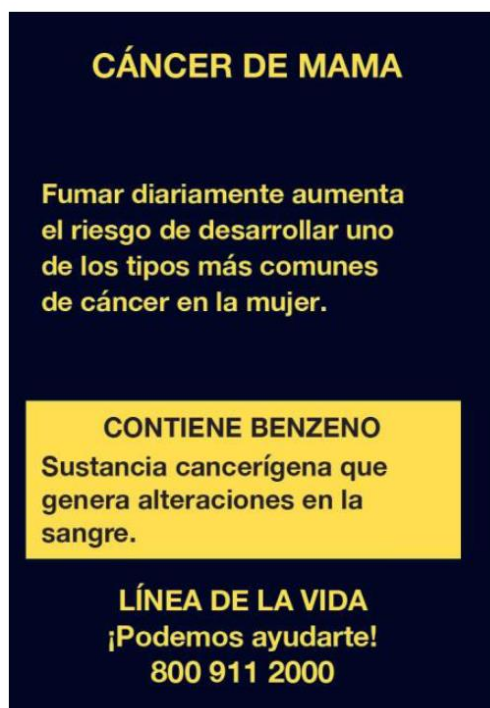 CÁNCER DE MAMA
Fumar diariamente aumenta
el riesgo de desarrollar uno
de los tipos más comunes
de cáncer en la mujer.
CONTIENE BENZENO
Sustancia cancerígena que
genera alteraciones en la
sangre.
LÍNEA DE LA VIDA
¡Podemos ayudarte!
800 911 2000